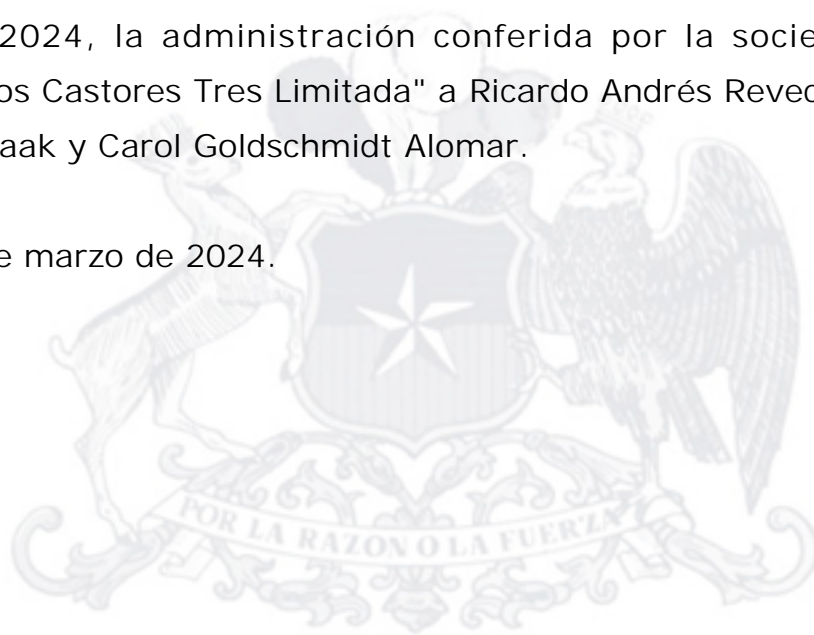 2024, la administración conferida por la socie
os Castores Tres Limitada" a Ricardo Andrés Reved
aak y Carol Goldschmidt Alomar.
e marzo de 2024.
POR LA RAZON O LA FUERZA